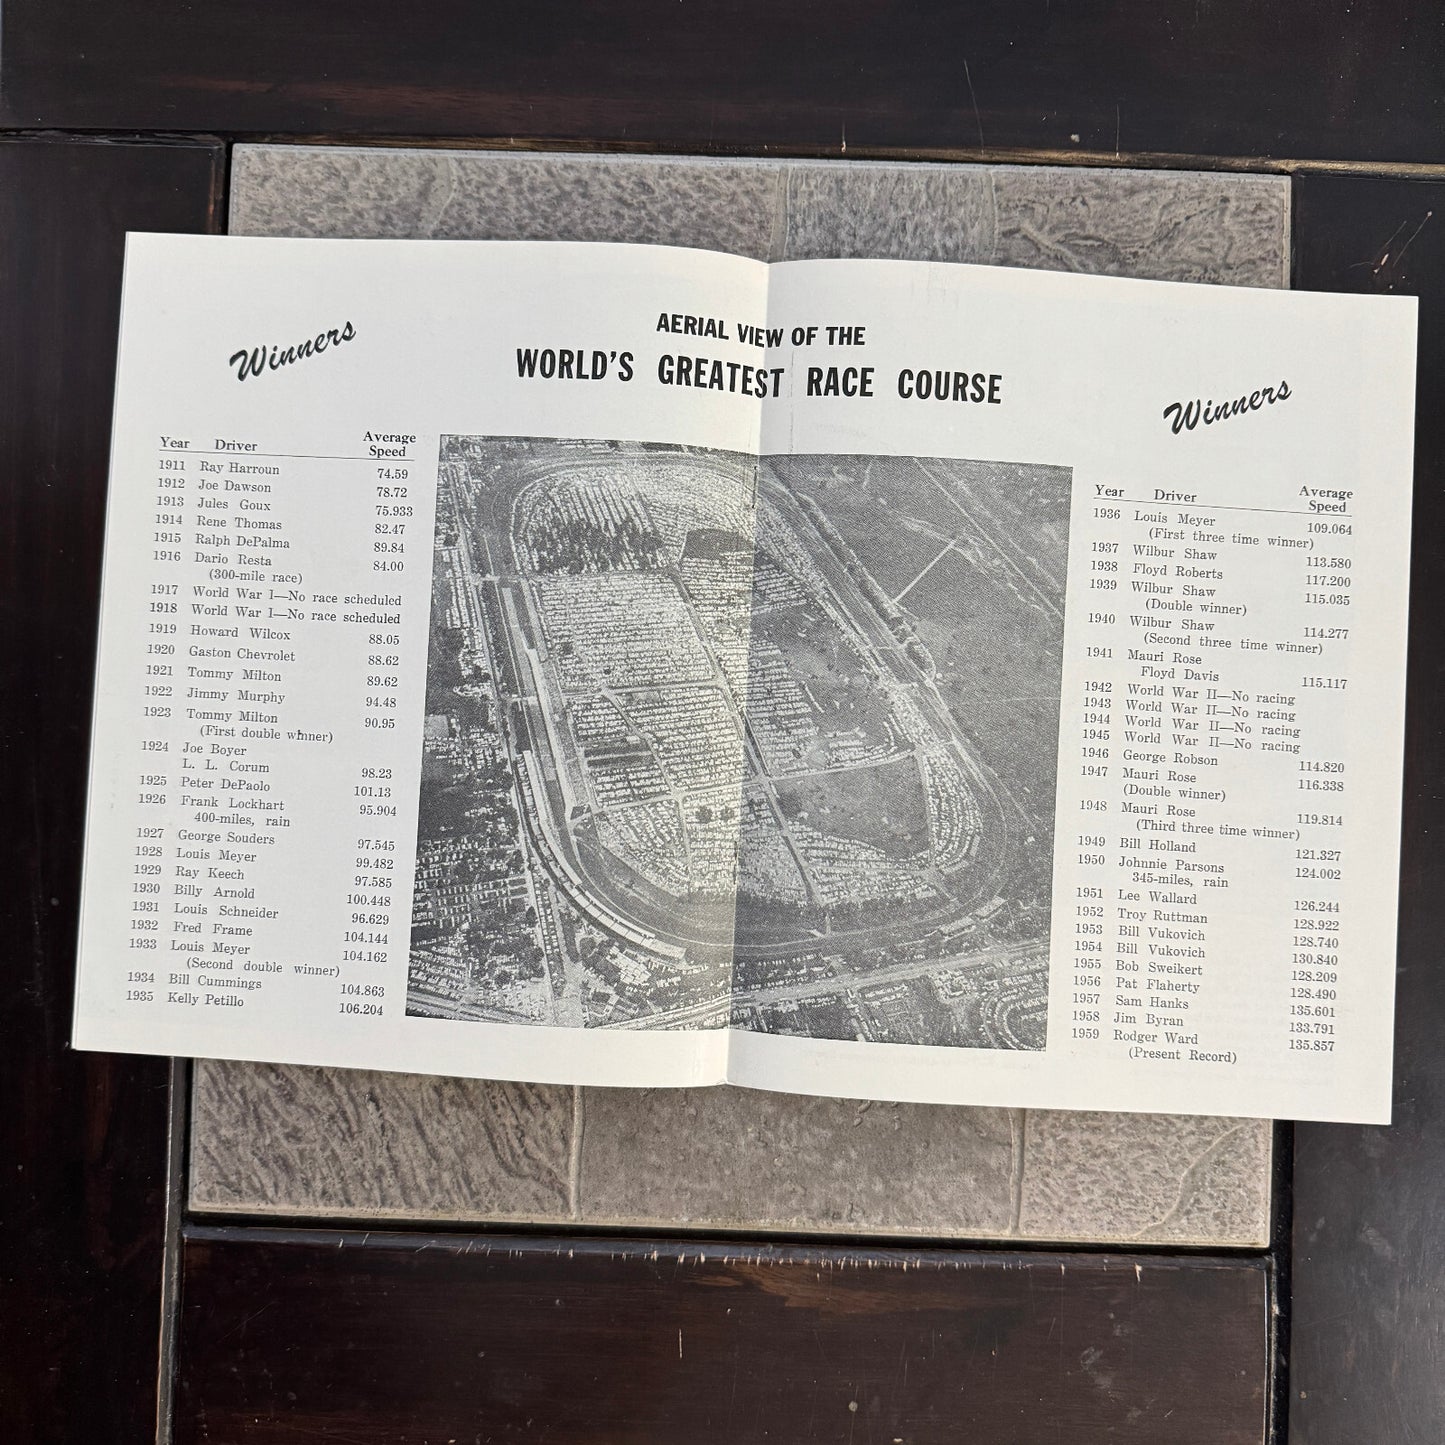 AERIAL VIEW OF THE
WORLD'S GREATEST RACE COURSE
Winners
Year Driver Average Speed
1911 Ray Harroun 74.59
1912 Joe Dawson 78.72
1913 Jules Goux 75.933
1914 Rene Thomas 82.47
1915 Ralph DePalma 89.84
1916 Dario Resta 84.00
(300-mile race)
1917 World War I—No race scheduled
1918 World War I—No race scheduled
1919 Howard Wilcox 88.05
1920 Gaston Chevrolet 88.62
1921 Tommy Milton 89.62
1922 Jimmy Murphy 94.48
1923 Tommy Milton 90.95
(First double winner)
1924 Joe Boyer
L. L. Corum 98.23
1925 Peter DePaolo 101.13
1926 Frank Lockhart 95.904
400-miles, rain
1927 George Souders 97.545
1928 Louis Meyer 99.482
1929 Ray Keech 97.585
1930 Billy Arnold 100.448
1931 Louis Schneider 96.629
1932 Fred Frame 104.144
1933 Louis Meyer 104.162
(Second double winner)
1934 Bill Cummings 104.863
1935 Kelly Petillo 106.204
Winners
Year Driver Average Speed
1936 Louis Meyer 109.064
(First three time winner)
1937 Wilbur Shaw 113.580
1938 Floyd Roberts 117.200
1939 Wilbur Shaw 115.035
(Double winner)
1940 Wilbur Shaw 114.277
(Second three time winner)
1941 Mauri Rose
Floyd Davis 115.117
1942 World War II—No racing
1943 World War II—No racing
1944 World War II—No racing
1945 World War II—No racing
1946 George Robson 114.820
1947 Mauri Rose 116.338
(Double winner)
1948 Mauri Rose 119.814
(Third three time winner)
1949 Bill Holland 121.327
1950 Johnnie Parsons 124.002
345-miles, rain
1951 Lee Wallard 126.244
1952 Troy Ruttman 128.922
1953 Bill Vukovich 128.740
1954 Bill Vukovich 130.840
1955 Bob Sweikert 128.209
1956 Pat Flaherty 128.490
1957 Sam Hanks 135.601
1958 Jim Byran 133.791
1959 Rodger Ward 135.857
(Present Record)